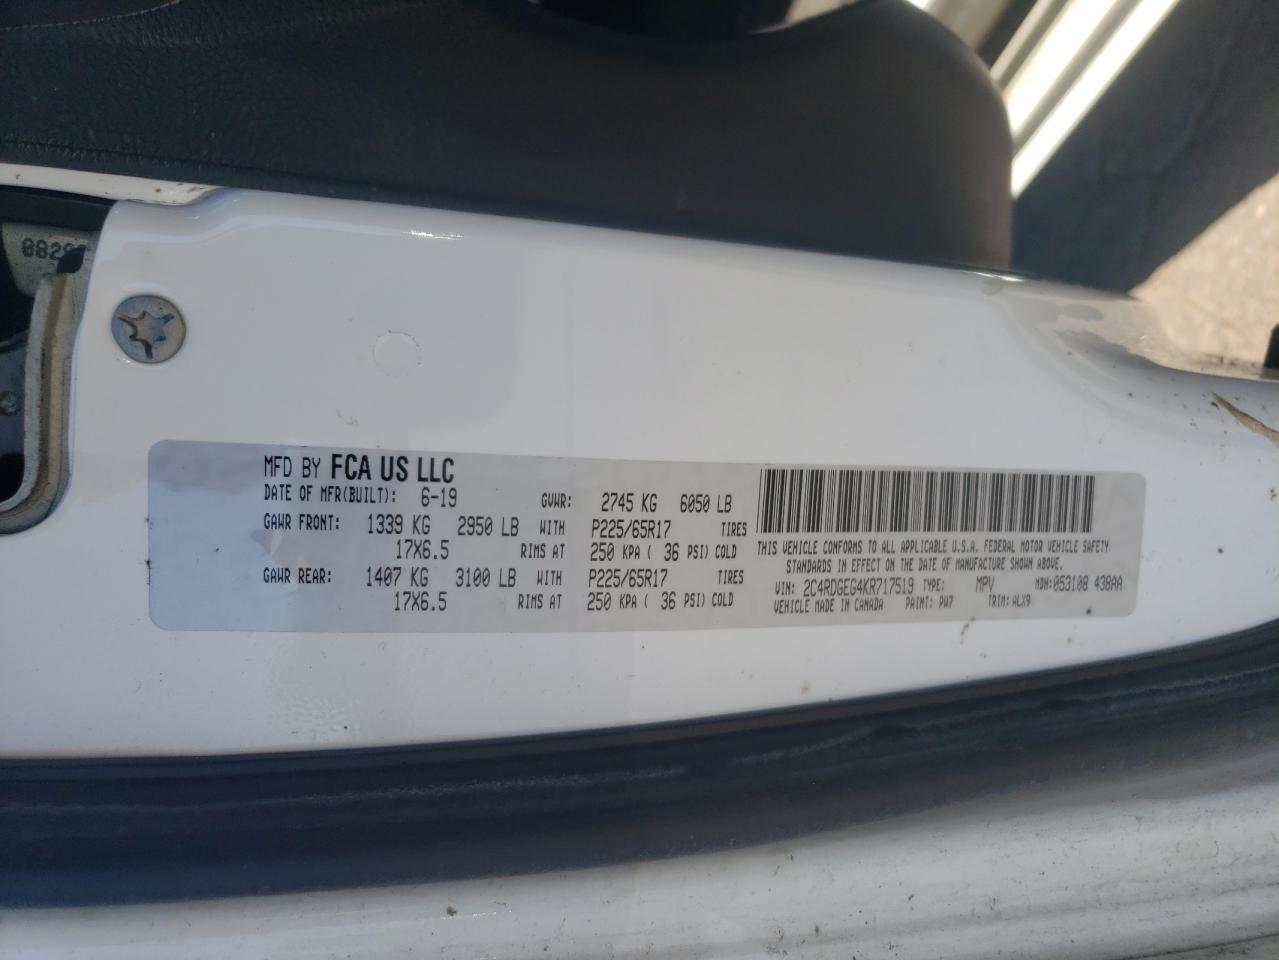 MFD BY FCA US LLC
DATE OF MFR(BUILT): 6-19 GVWR: 2745 KG 6050 LB
GAWR FRONT: 1339 KG 2950 LB WITH P225/65R17 TIRES
17X6.5 RIMS AT 250 KPA ( 36 PSI) COLD
GAWR REAR: 1407 KG 3100 LB WITH P225/65R17 TIRES
17X6.5 RIMS AT 250 KPA ( 36 PSI) COLD
THIS VEHICLE CONFORMS TO ALL APPLICABLE U.S.A. FEDERAL MOTOR VEHICLE SAFETY
STANDARDS IN EFFECT ON THE DATE OF MANUFACTURE SHOWN ABOVE.
VIN: 2C4RDGEG4KR717519 TYPE: MPV MDH: 053108 438AA
VEHICLE MADE IN CANADA PAINT: PW7 TRIM: ALX9